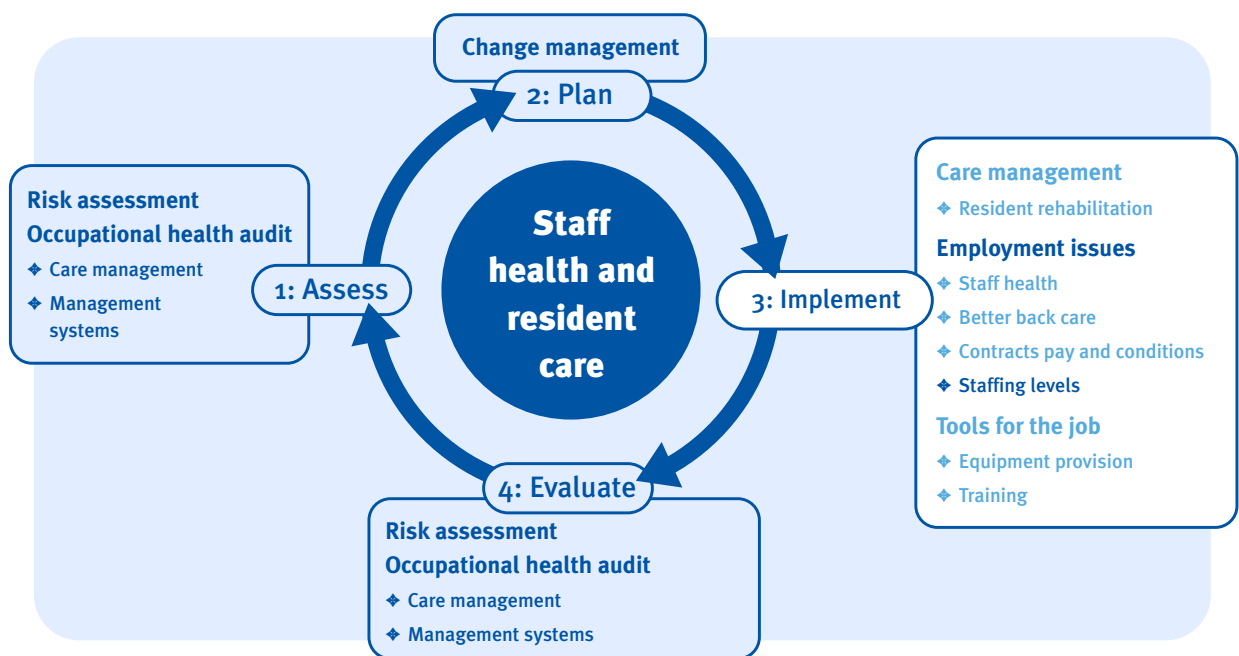 Change management
2: Plan
Risk assessment
Occupational health audit
❖ Care management
❖ Management
systems
1: Assess
Staff
health and
resident
care
3: Implement
Care management
❖ Resident rehabilitation
Employment issues
❖ Staff health
❖ Better back care
❖ Contracts pay and conditions
❖ Staffing levels
Tools for the job
❖ Equipment provision
❖ Training
4: Evaluate
Risk assessment
Occupational health audit
❖ Care management
❖ Management systems